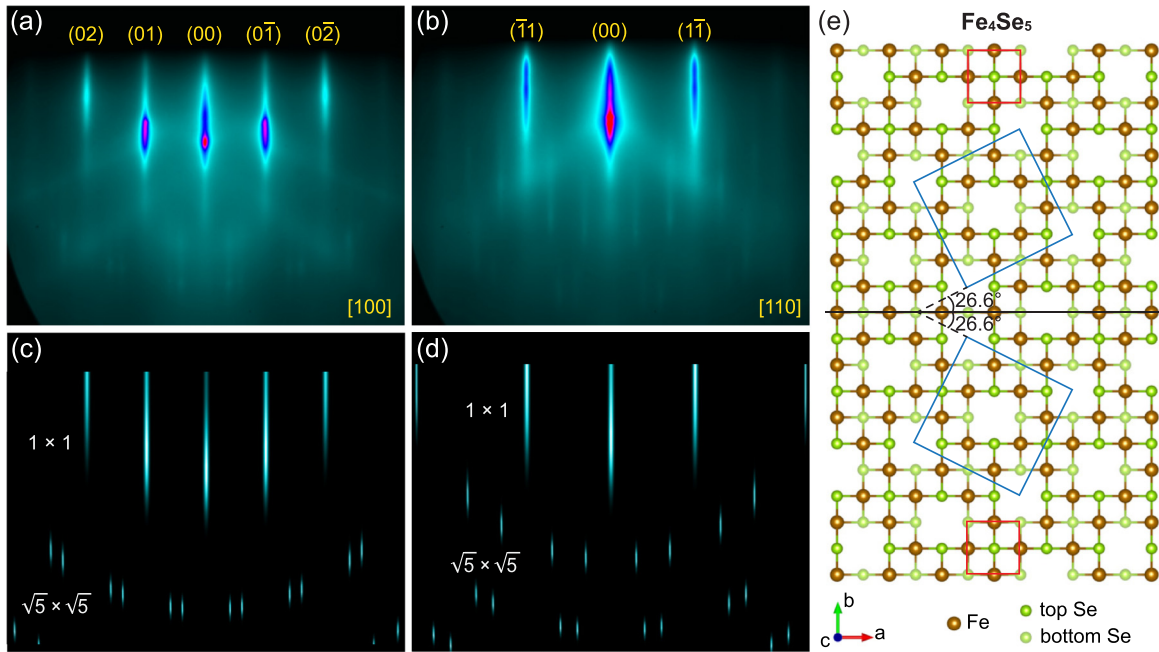 (a)
(02) (01) (00) (01̅) (02̅)
[100]
(b)
(1̅1) (00) (11̅)
[110]
(c)
1 × 1
√5 × √5
(d)
1 × 1
√5 × √5
(e)
Fe₄Se₅
26.6°
26.6°
b
c a
Fe
top Se
bottom Se